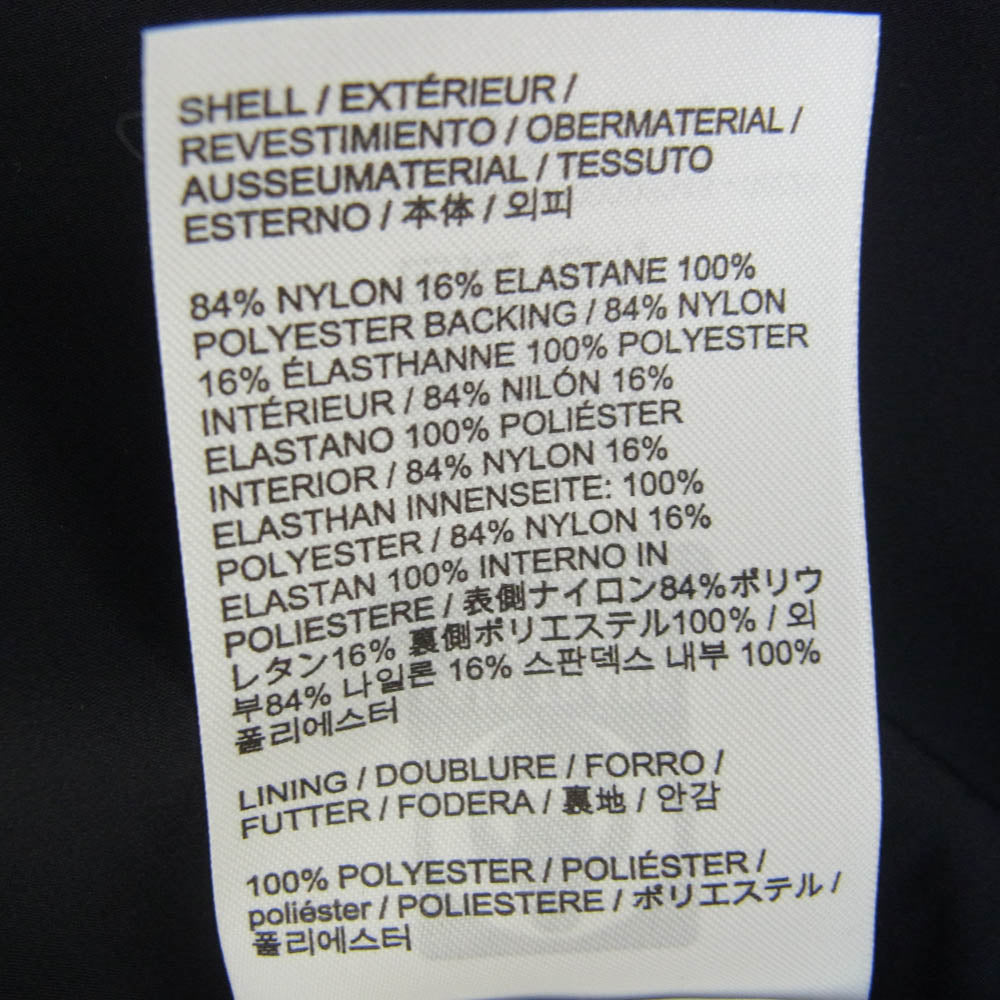 SHELL / EXTÉRIEUR /
REVESTIMIENTO / OBERMATERIAL /
AUSSEUMATERIAL / TESSUTO
ESTERNO / 本体 / 외피
84% NYLON 16% ELASTANE 100%
POLYESTER BACKING / 84% NYLON
16% ÉLASTHANNE 100% POLYESTER
INTÉRIEUR / 84% NILÓN 16%
ELASTANO 100% POLIÉSTER
INTERIOR / 84% NYLON 16%
ELASTHAN INNENSEITE: 100%
POLYESTER / 84% NYLON 16%
ELASTAN 100% INTERNO IN
POLIESTERE / 表側ナイロン84%ポリウ
レタン16% 裏側ポリエステル100% / 외
부84% 나일론 16% 스판덱스 내부 100%
폴리에스터
LINING / DOUBLURE / FORRO /
FUTTER / FODERA / 裏地 / 안감
100% POLYESTER / POLIÉSTER /
poliéster / POLIESTERE / ポリエステル /
폴리에스터